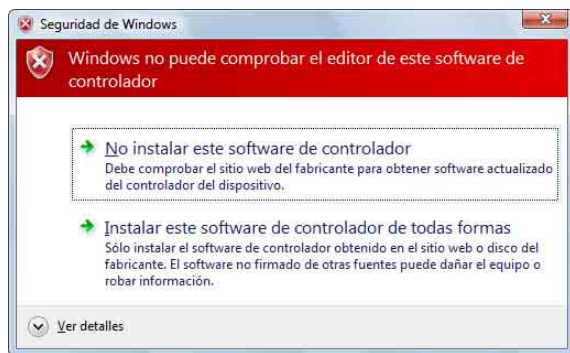 Seguridad de Windows
Windows no puede comprobar el editor de este software de
controlador
No instalar este software de controlador
Debe comprobar el sitio web del fabricante para obtener software actualizado
del controlador del dispositivo.
Instalar este software de controlador de todas formas
Sólo instalar el software de controlador obtenido en el sitio web o disco del
fabricante. El software no firmado de otras fuentes puede dañar el equipo o
robar información.
Ver detalles